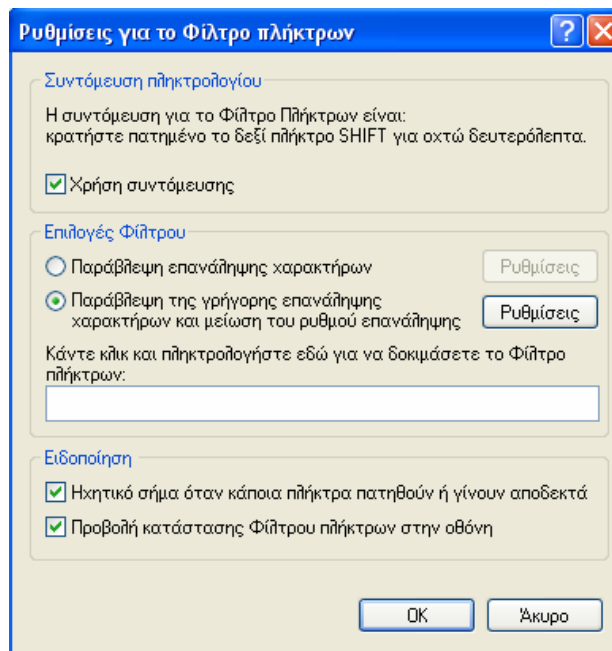 Ρυθμίσεις για το Φίλτρο πλήκτρων
Συντόμευση πληκτρολογίου
Η συντόμευση για το Φίλτρο Πλήκτρων είναι:
κρατήστε πατημένο το δεξί πλήκτρο SHIFT για οχτώ δευτερόλεπτα.
Χρήση συντόμευσης
Επιλογές Φίλτρου
Παράβλεψη επανάληψης χαρακτήρων
Ρυθμίσεις
Παράβλεψη της γρήγορης επανάληψης
χαρακτήρων και μείωση του ρυθμού επανάληψης
Ρυθμίσεις
Κάντε κλικ και πληκτρολογήστε εδώ για να δοκιμάσετε το Φίλτρο
πλήκτρων:
Ειδοποίηση
Ηχητικό σήμα όταν κάποια πλήκτρα πατηθούν ή γίνουν αποδεκτά
Προβολή κατάστασης Φίλτρου πλήκτρων στην οθόνη
OK
Άκυρο